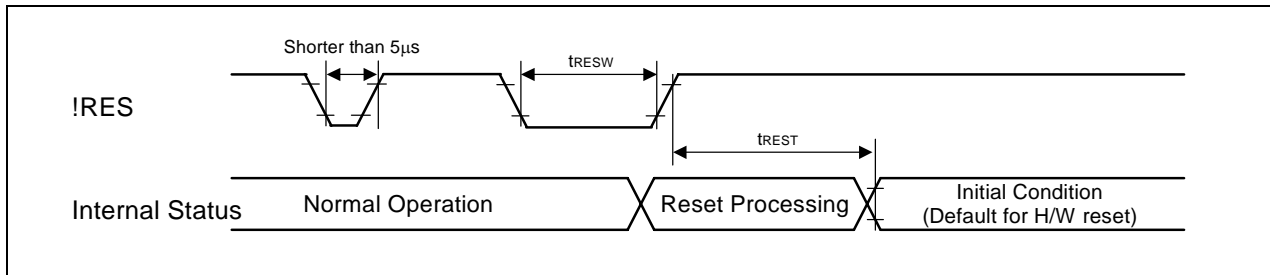 Shorter than 5µs
tRESW
!RES
tREST
Internal Status
Normal Operation
Reset Processing
Initial Condition
(Default for H/W reset)